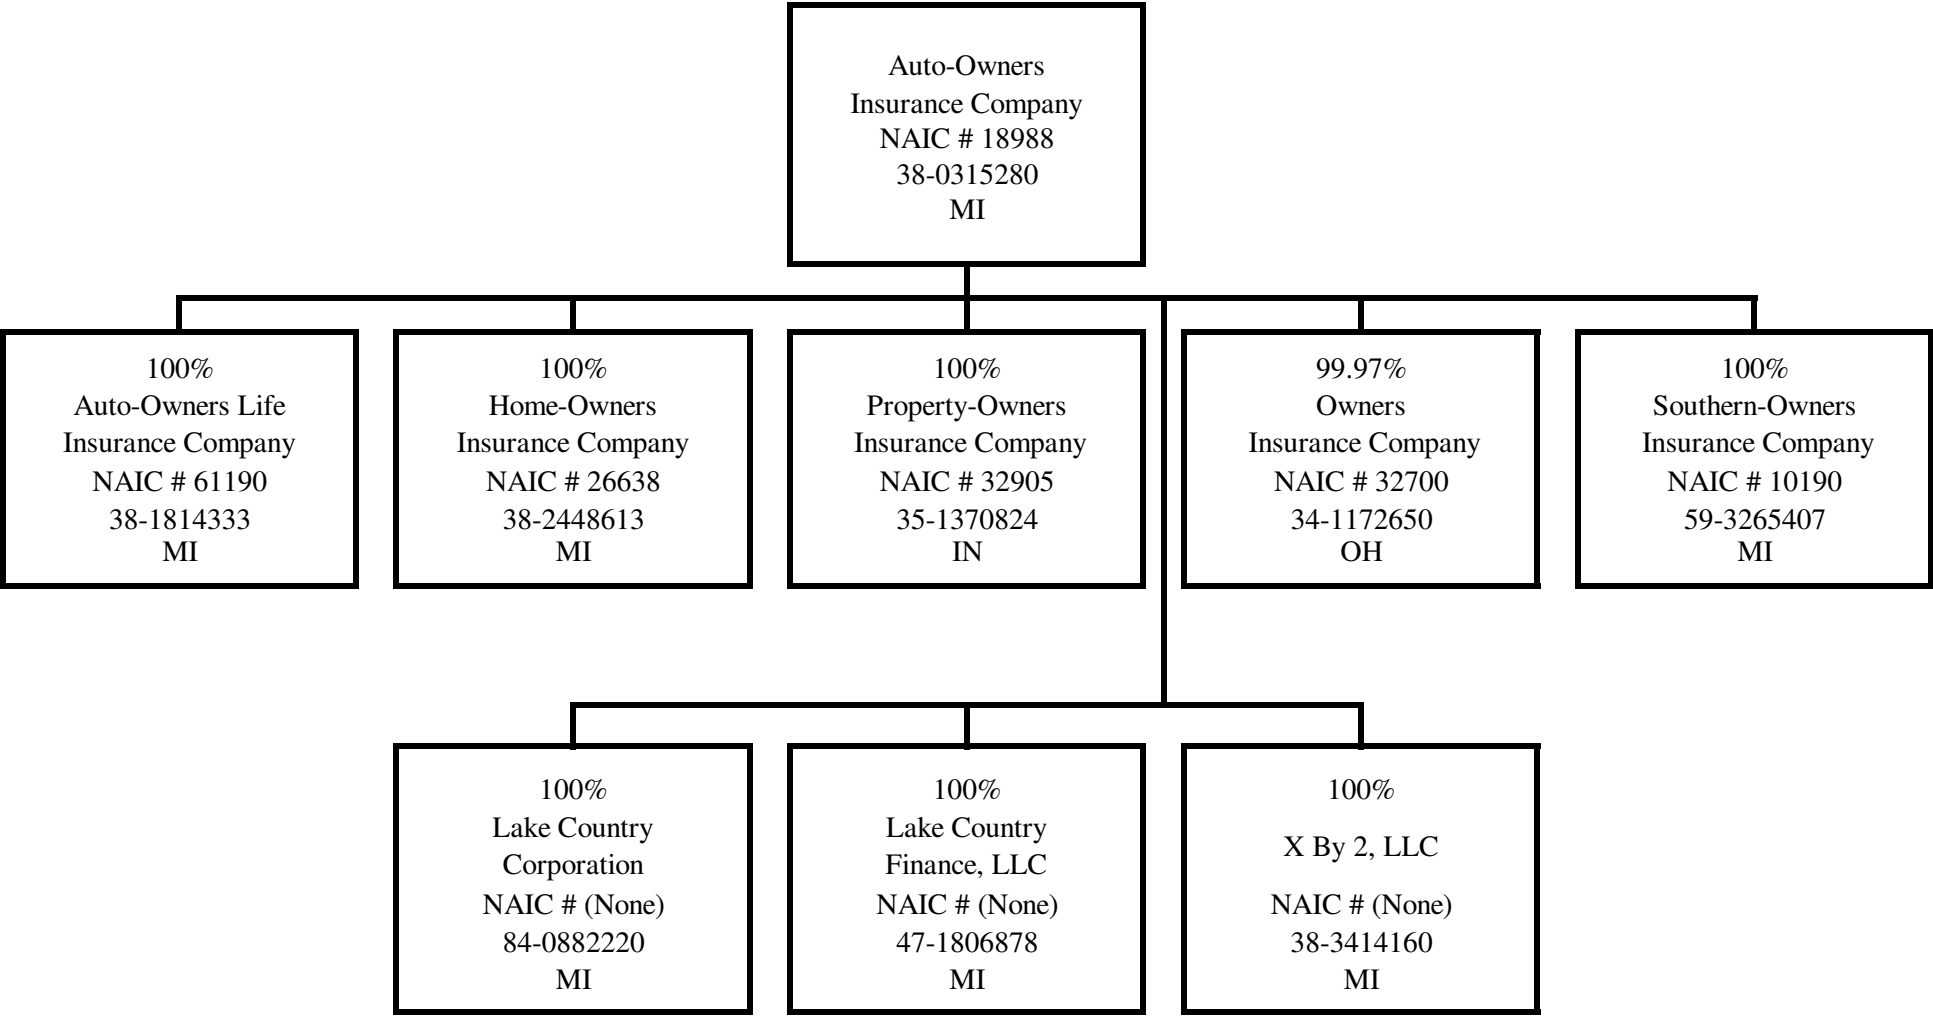 Auto-Owners
Insurance Company
NAIC # 18988
38-0315280
MI
100%
Auto-Owners Life
Insurance Company
NAIC # 61190
38-1814333
MI
100%
Home-Owners
Insurance Company
NAIC # 26638
38-2448613
MI
100%
Property-Owners
Insurance Company
NAIC # 32905
35-1370824
IN
99.97%
Owners
Insurance Company
NAIC # 32700
34-1172650
OH
100%
Southern-Owners
Insurance Company
NAIC # 10190
59-3265407
MI
100%
Lake Country
Corporation
NAIC # (None)
84-0882220
MI
100%
Lake Country
Finance, LLC
NAIC # (None)
47-1806878
MI
100%
X By 2, LLC
NAIC # (None)
38-3414160
MI